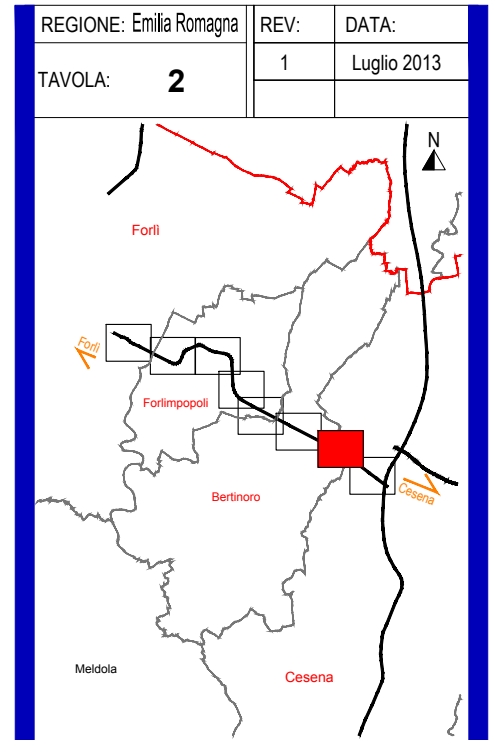 REGIONE: Emilia Romagna
REV:
DATA:
TAVOLA: 2
1
Luglio 2013
N
Forlì
Forlì
Forlimpopoli
Bertinoro
Cesena
Meldola
Cesena